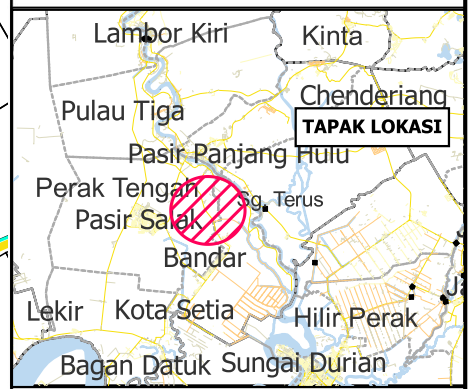 Lambor Kiri
Kinta
Chenderiang
Pulau Tiga
TAPAK LOKASI
Pasir Panjang Hulu
Perak Tengah
Sg. Terus
Pasir Salak
Bandar
Lekir
Kota Setia
Hilir Perak
Bagan Datuk
Sungai Durian